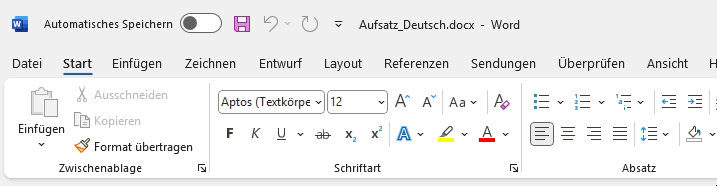 Automatisches Speichern Aufsatz_Deutsch.docx - Word
Datei Start Einfügen Zeichnen Entwurf Layout Referenzen Sendungen Überprüfen Ansicht H
Einfügen
Ausschneiden
Kopieren
Format übertragen
Zwischenablage
Aptos (Textkörpe 12 A A Aa A
F K U ab x₂ x² A A
Schriftart
Absatz